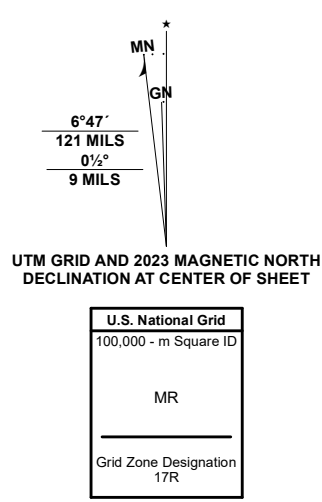 MN
GN
6°47´
121 MILS
0½°
9 MILS
UTM GRID AND 2023 MAGNETIC NORTH
DECLINATION AT CENTER OF SHEET
U.S. National Grid
100,000 - m Square ID
MR
Grid Zone Designation
17R